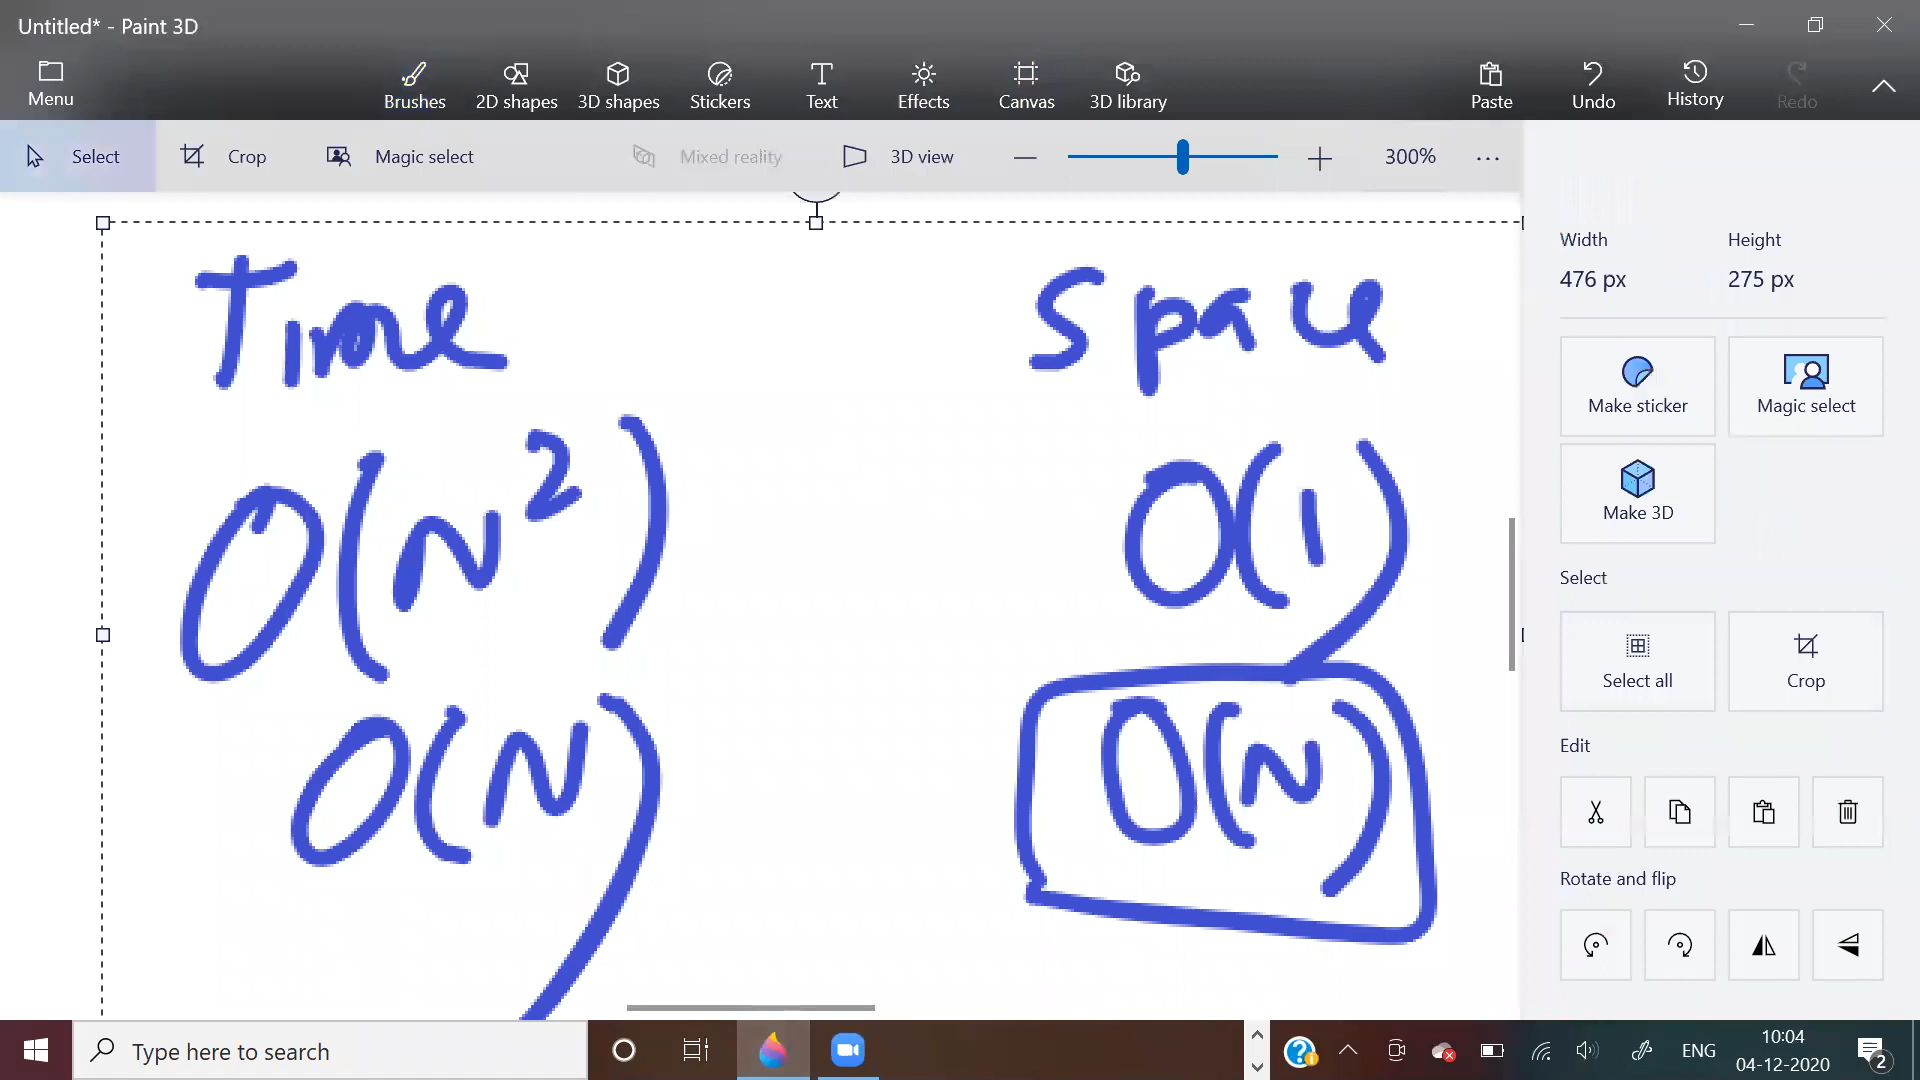 Untitled* - Paint 3D
Menu
Brushes 2D shapes 3D shapes Stickers Text Effects Canvas 3D library Paste Undo History Redo
Select Crop Magic select Mixed reality 3D view 300% ...
Width Height
476 px 275 px
Make sticker Magic select
Make 3D
Select
Select all Crop
Edit
Rotate and flip
Time Space
O(N²) O(1)
O(N) O(N)
Type here to search
ENG
10:04
04-12-2020
2